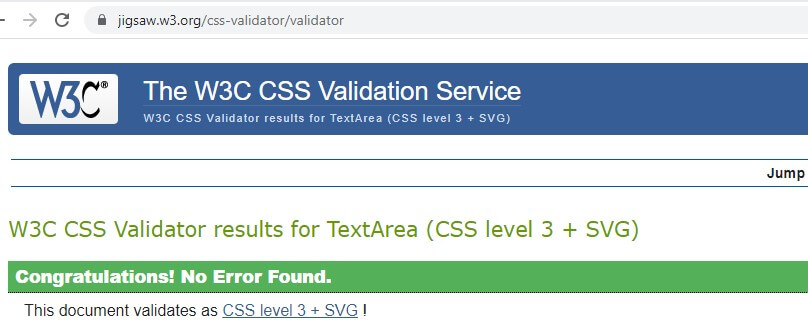 jigsaw.w3.org/css-validator/validator
W3C®
The W3C CSS Validation Service
W3C CSS Validator results for TextArea (CSS level 3 + SVG)
Jump
W3C CSS Validator results for TextArea (CSS level 3 + SVG)
Congratulations! No Error Found.
This document validates as CSS level 3 + SVG !